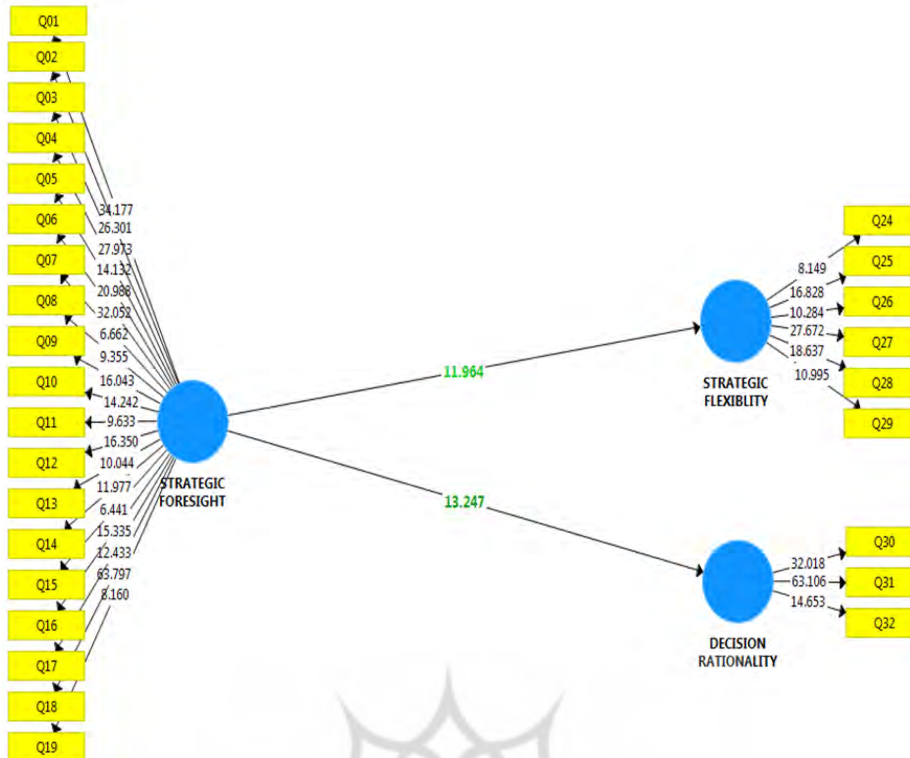 Q01
Q02
Q03
Q04
Q05
Q06
Q07
Q08
Q09
Q10
Q11
Q12
Q13
Q14
Q15
Q16
Q17
Q18
Q19
34.177
26.301
27.973
14.132
20.988
32.052
6.662
9.355
16.043
14.242
9.633
16.350
10.044
11.977
6.441
15.335
12.433
63.797
8.160
STRATEGIC
FORESIGHT
11.964
13.247
STRATEGIC
FLEXIBLITY
8.149
16.828
10.284
27.672
18.637
10.995
Q24
Q25
Q26
Q27
Q28
Q29
DECISION
RATIONALITY
32.018
63.106
14.653
Q30
Q31
Q32